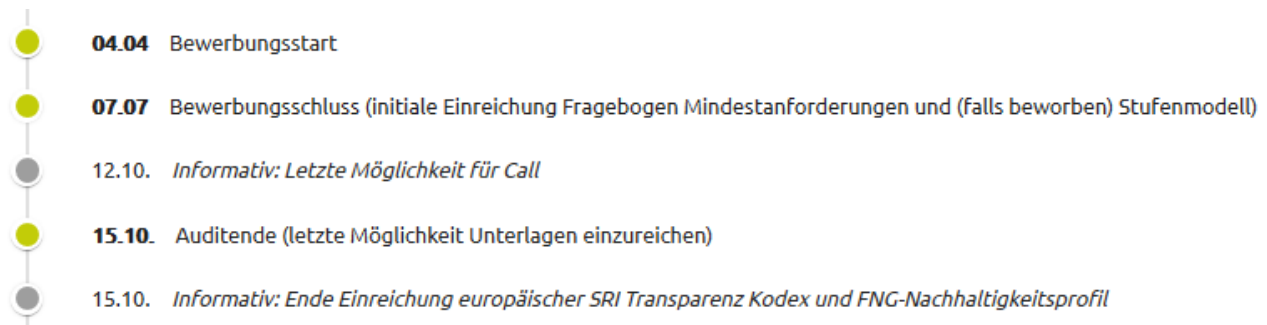 04.04 Bewerbungsstart
07.07 Bewerbungsschluss (initiale Einreichung Fragebogen Mindestanforderungen und (falls beworben) Stufenmodell)
12.10. Informativ: Letzte Möglichkeit für Call
15.10. Auditende (letzte Möglichkeit Unterlagen einzureichen)
15.10. Informativ: Ende Einreichung europäischer SRI Transparenz Kodex und FNG-Nachhaltigkeitsprofil